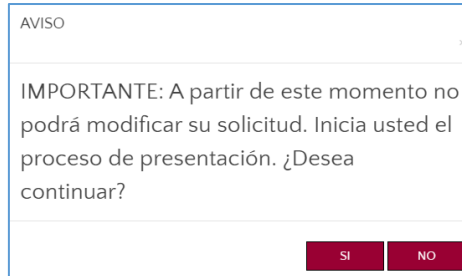 AVISO
IMPORTANTE: A partir de este momento no
podrá modificar su solicitud. Inicia usted el
proceso de presentación. ¿Desea
continuar?
SI NO